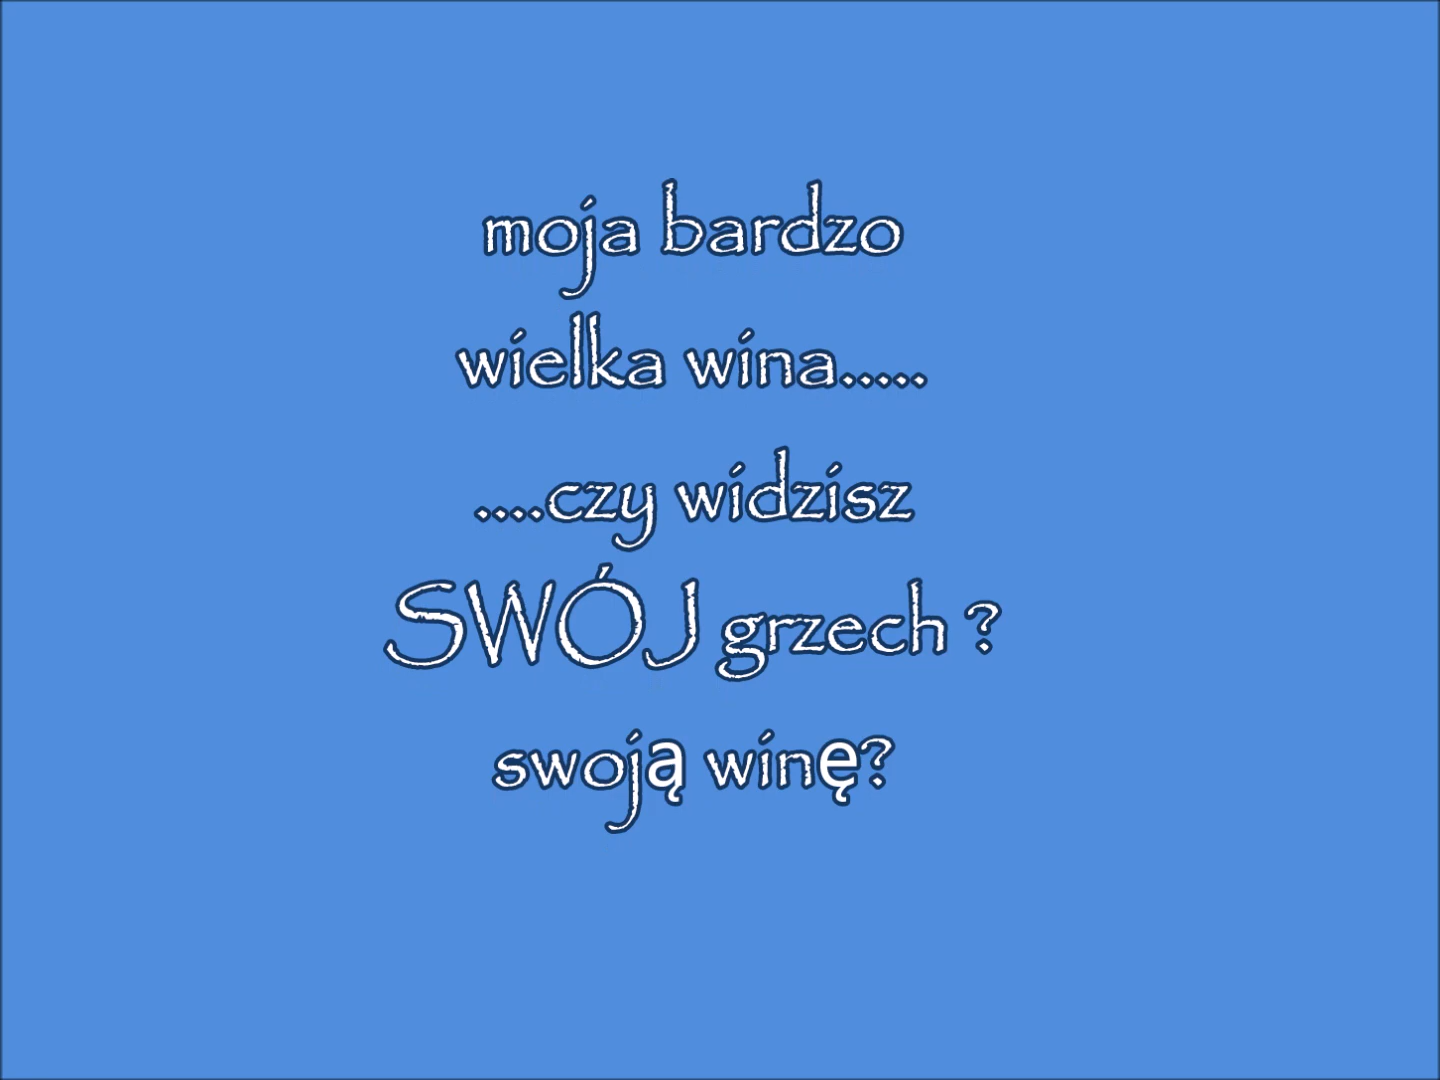 moja bardzo
wielka wina.....
....czy widzisz
SWÓJ grzech ?
swoją winę?